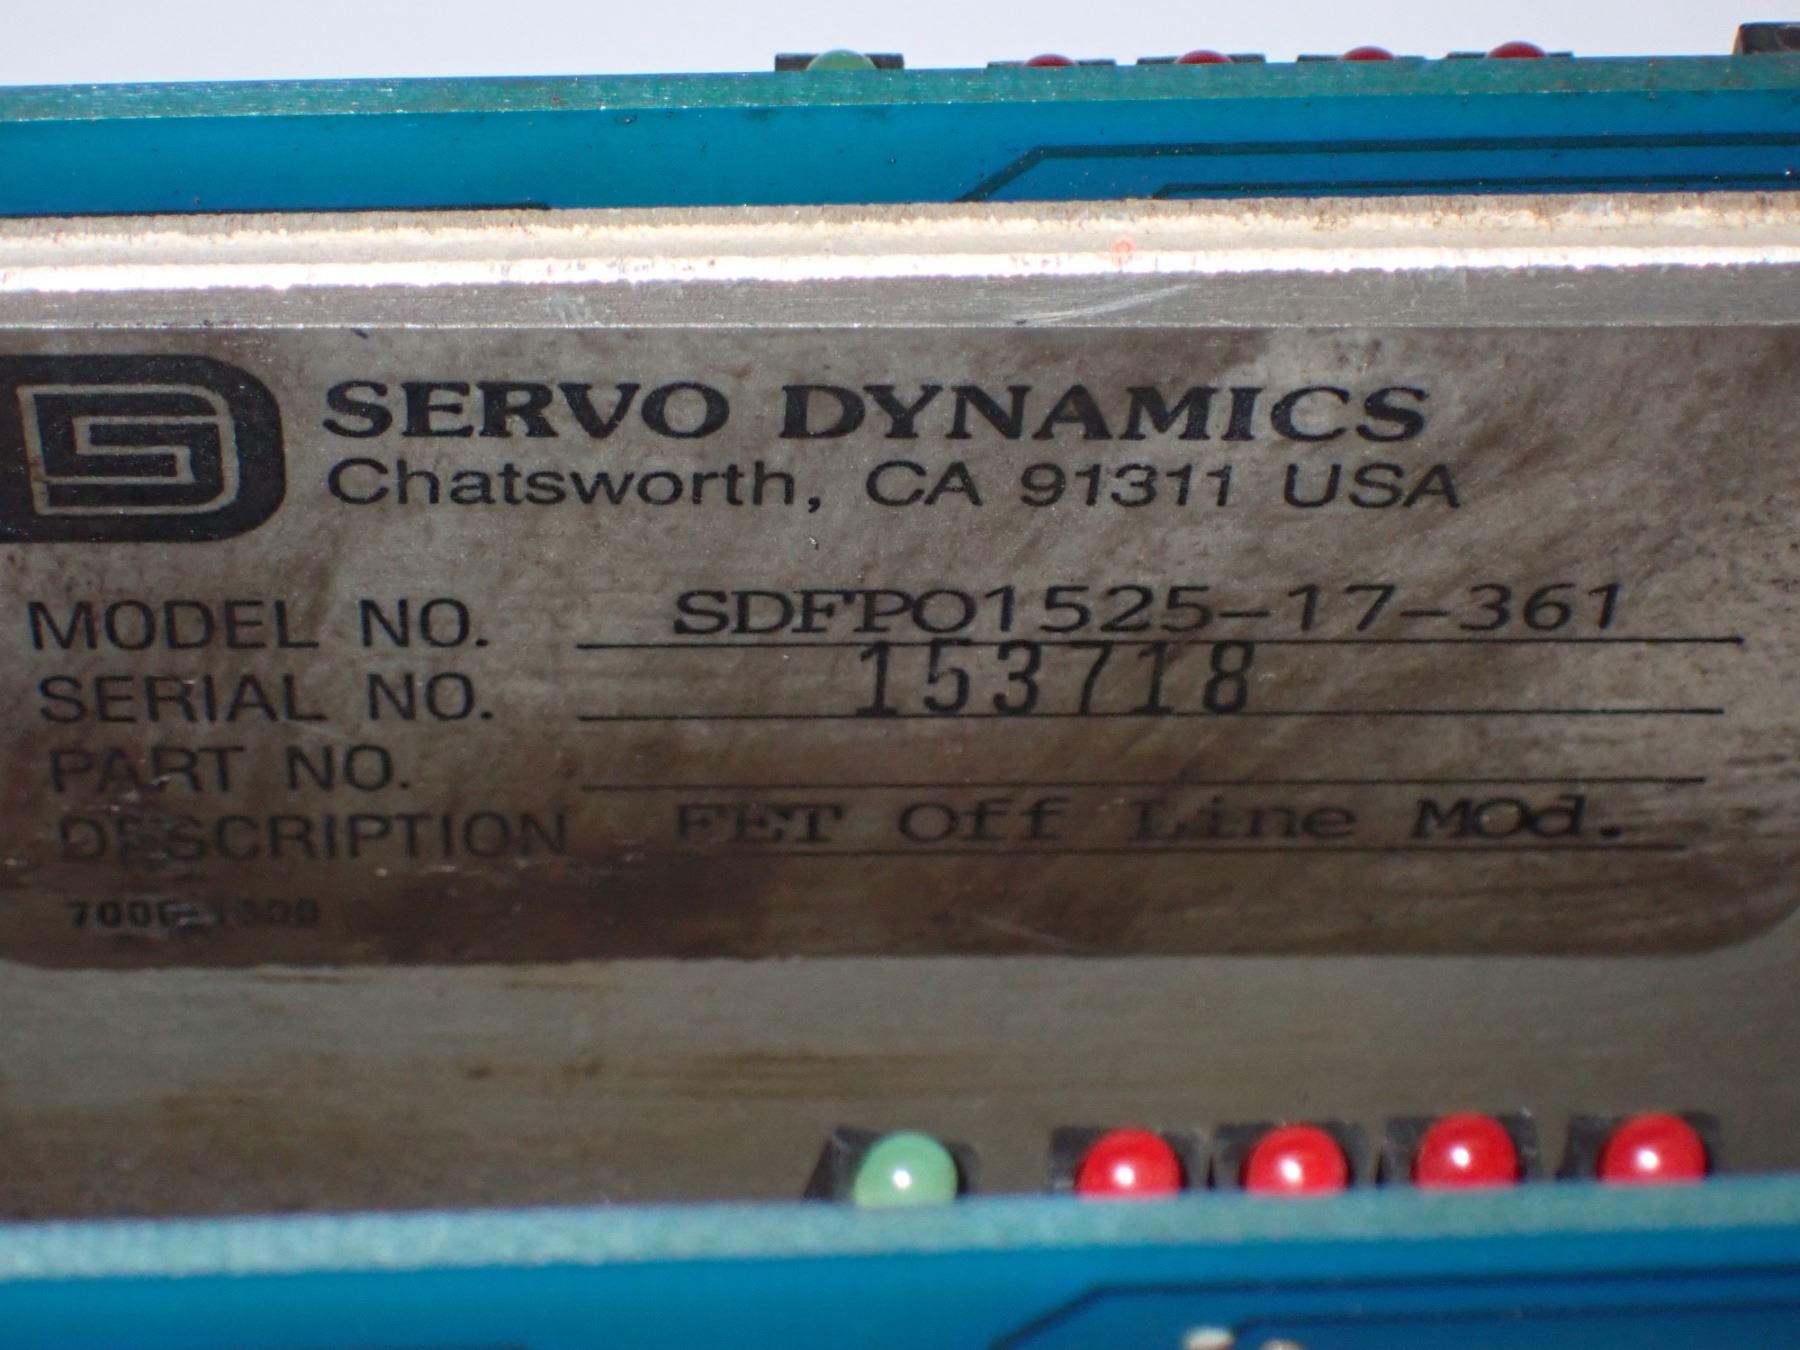 SD SERVO DYNAMICS
Chatsworth, CA 91311 USA
MODEL NO. SDFPO1525-17-361
SERIAL NO. 153718
PART NO.
DESCRIPTION FET Off Line MOd.